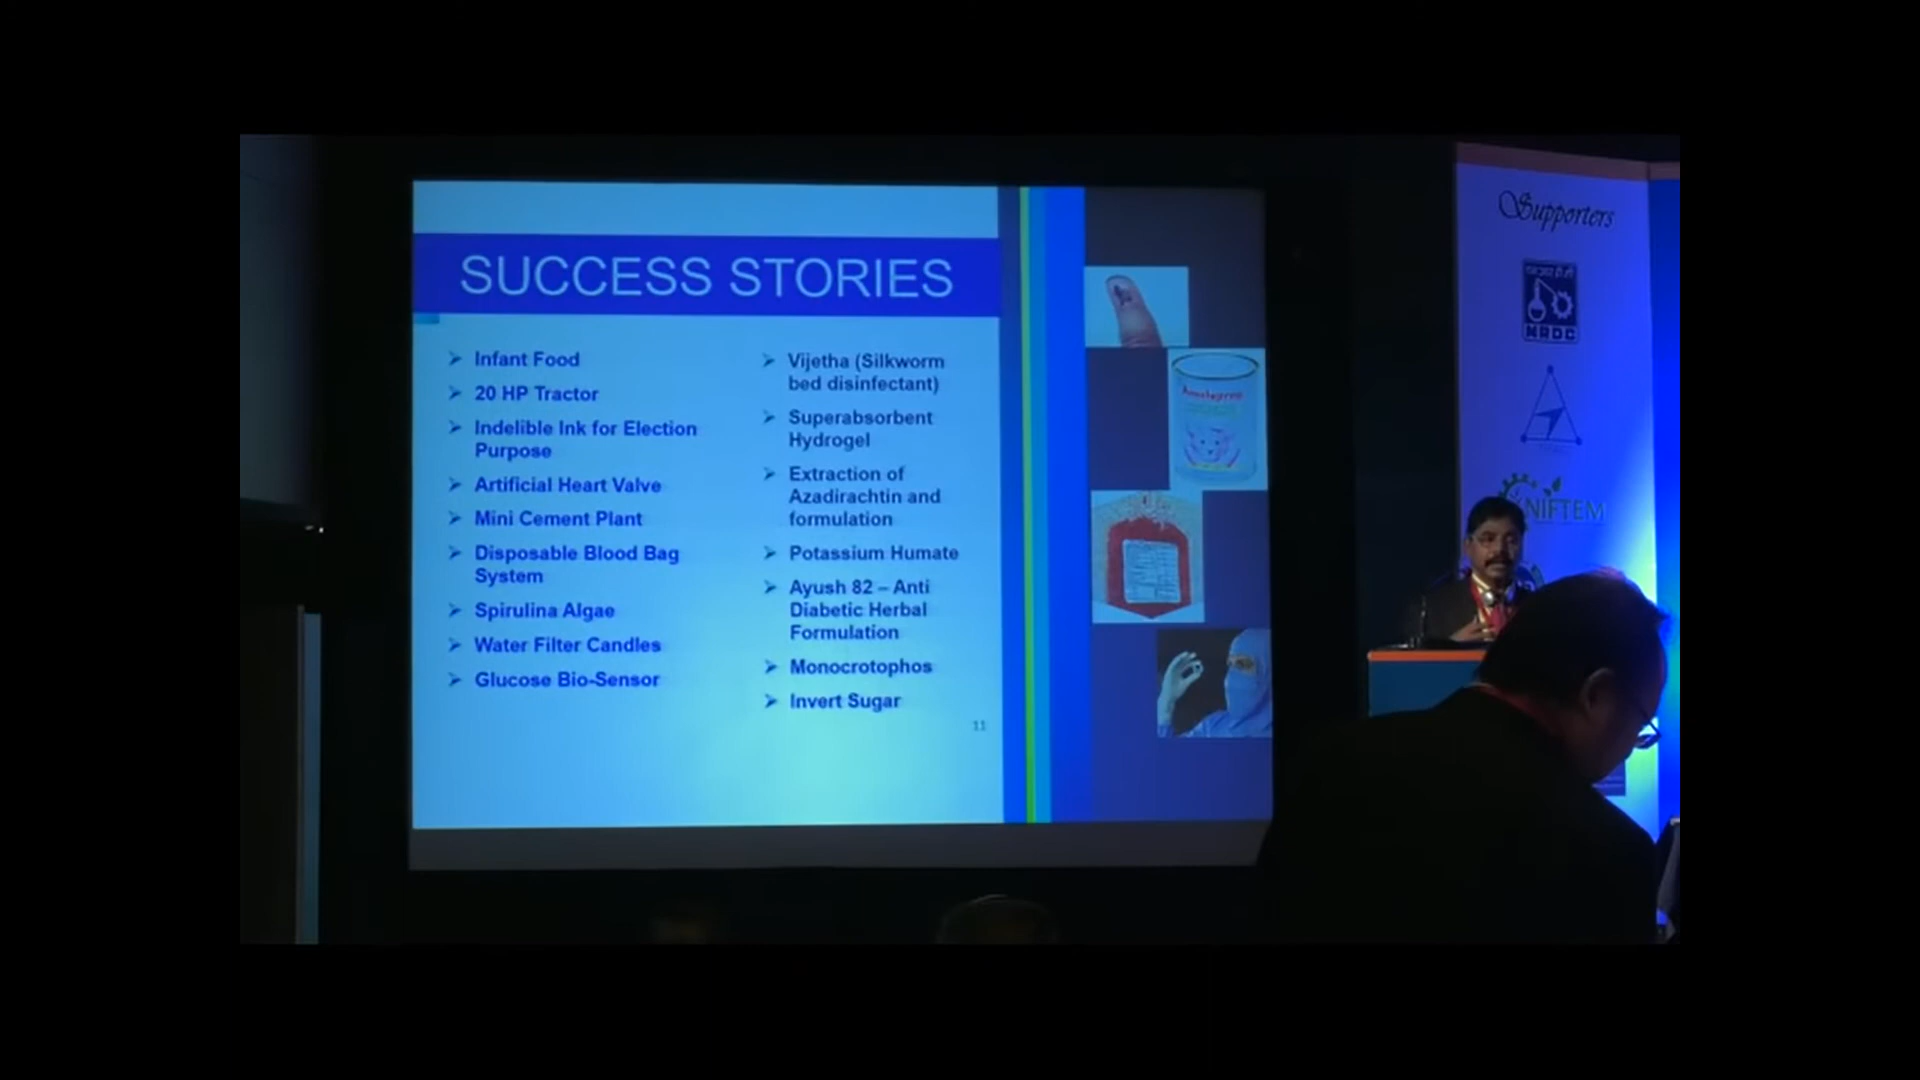 SUCCESS STORIES
➢ Infant Food
➢ 20 HP Tractor
➢ Indelible Ink for Election
Purpose
➢ Artificial Heart Valve
➢ Mini Cement Plant
➢ Disposable Blood Bag
System
➢ Spirulina Algae
➢ Water Filter Candles
➢ Glucose Bio-Sensor
➢ Vijetha (Silkworm
bed disinfectant)
➢ Superabsorbent
Hydrogel
➢ Extraction of
Azadirachtin and
formulation
➢ Potassium Humate
➢ Ayush 82 – Anti
Diabetic Herbal
Formulation
➢ Monocrotophos
➢ Invert Sugar
11
Supporters
NRDC
NIFTEM